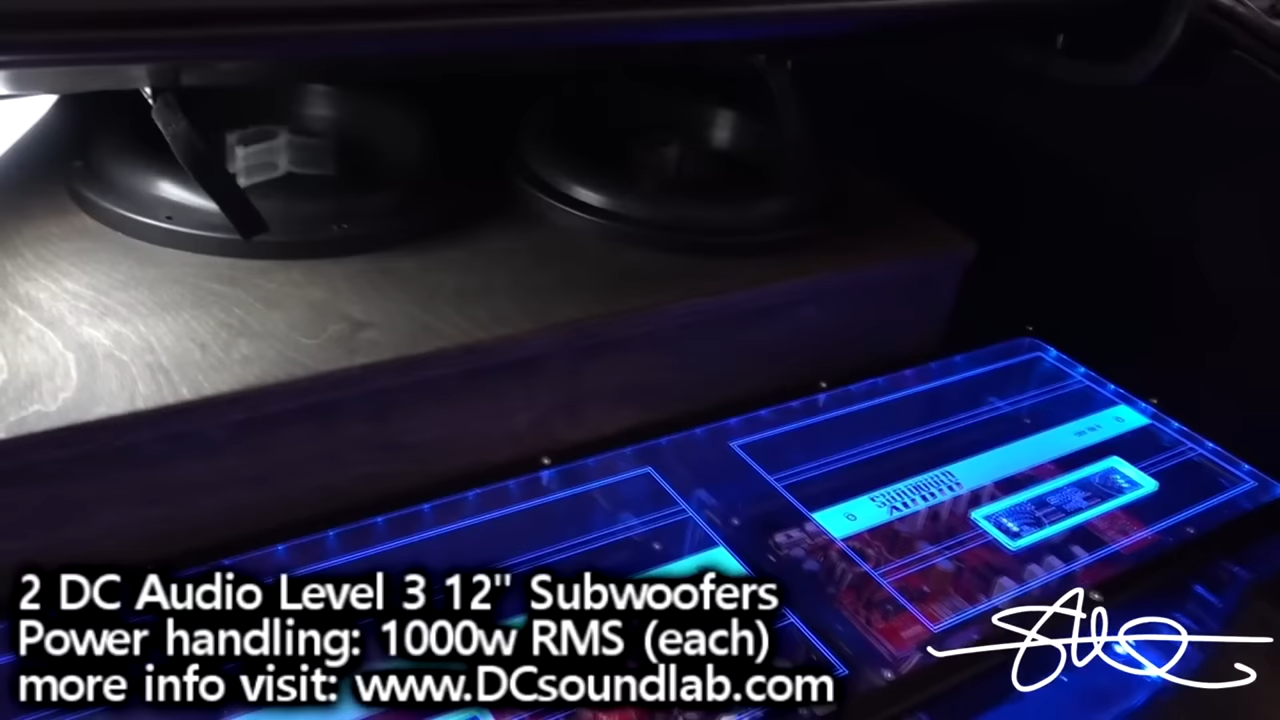 SUNDOWN
AUDIO
2 DC Audio Level 3 12" Subwoofers
Power handling: 1000w RMS (each)
more info visit: www.DCsoundlab.com